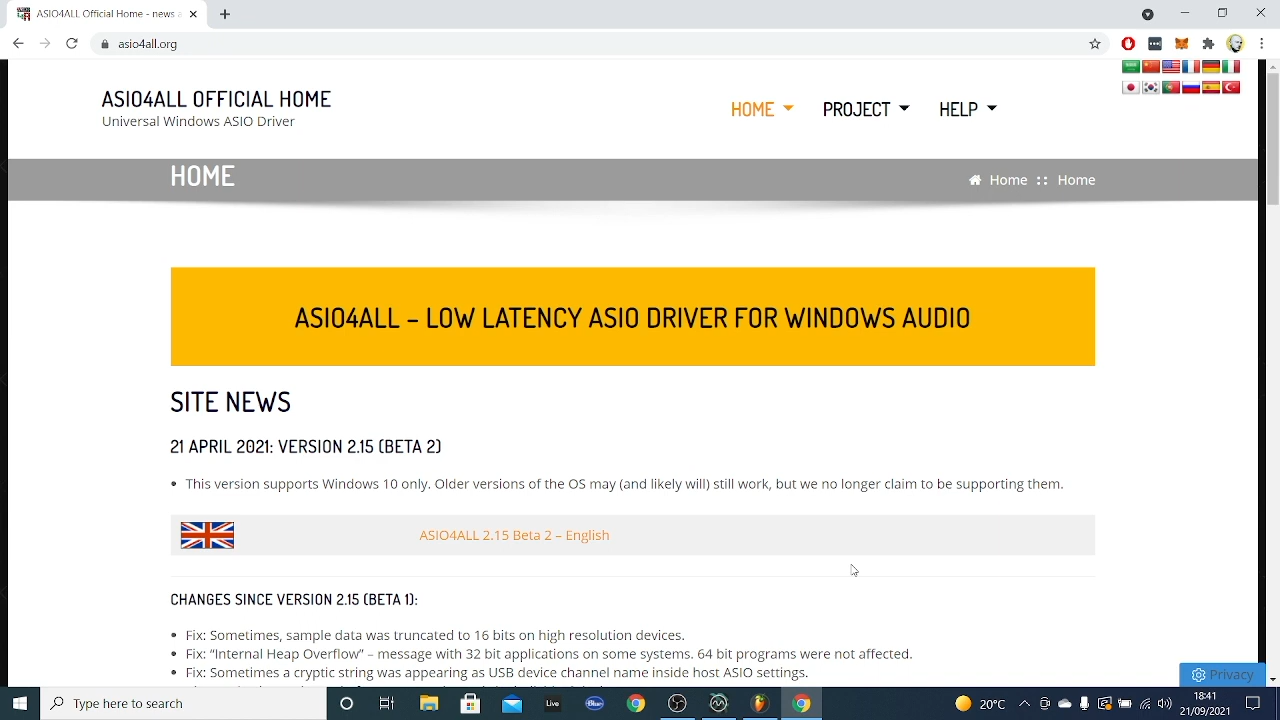 ASIO4ALL Official Home - news a
asio4all.org
ASIO4ALL OFFICIAL HOME
Universal Windows ASIO Driver
HOME PROJECT HELP
HOME
Home :: Home
ASIO4ALL – LOW LATENCY ASIO DRIVER FOR WINDOWS AUDIO
SITE NEWS
21 APRIL 2021: VERSION 2.15 (BETA 2)
This version supports Windows 10 only. Older versions of the OS may (and likely will) still work, but we no longer claim to be supporting them.
ASIO4ALL 2.15 Beta 2 – English
CHANGES SINCE VERSION 2.15 (BETA 1):
Fix: Sometimes, sample data was truncated to 16 bits on high resolution devices.
Fix: “Internal Heap Overflow” – message with 32 bit applications on some systems. 64 bit programs were not affected.
Fix: Sometimes a cryptic string was appearing as USB device channel name inside host ASIO settings.
Privacy
Type here to search
Live
Blue
20°C
18:41
21/09/2021